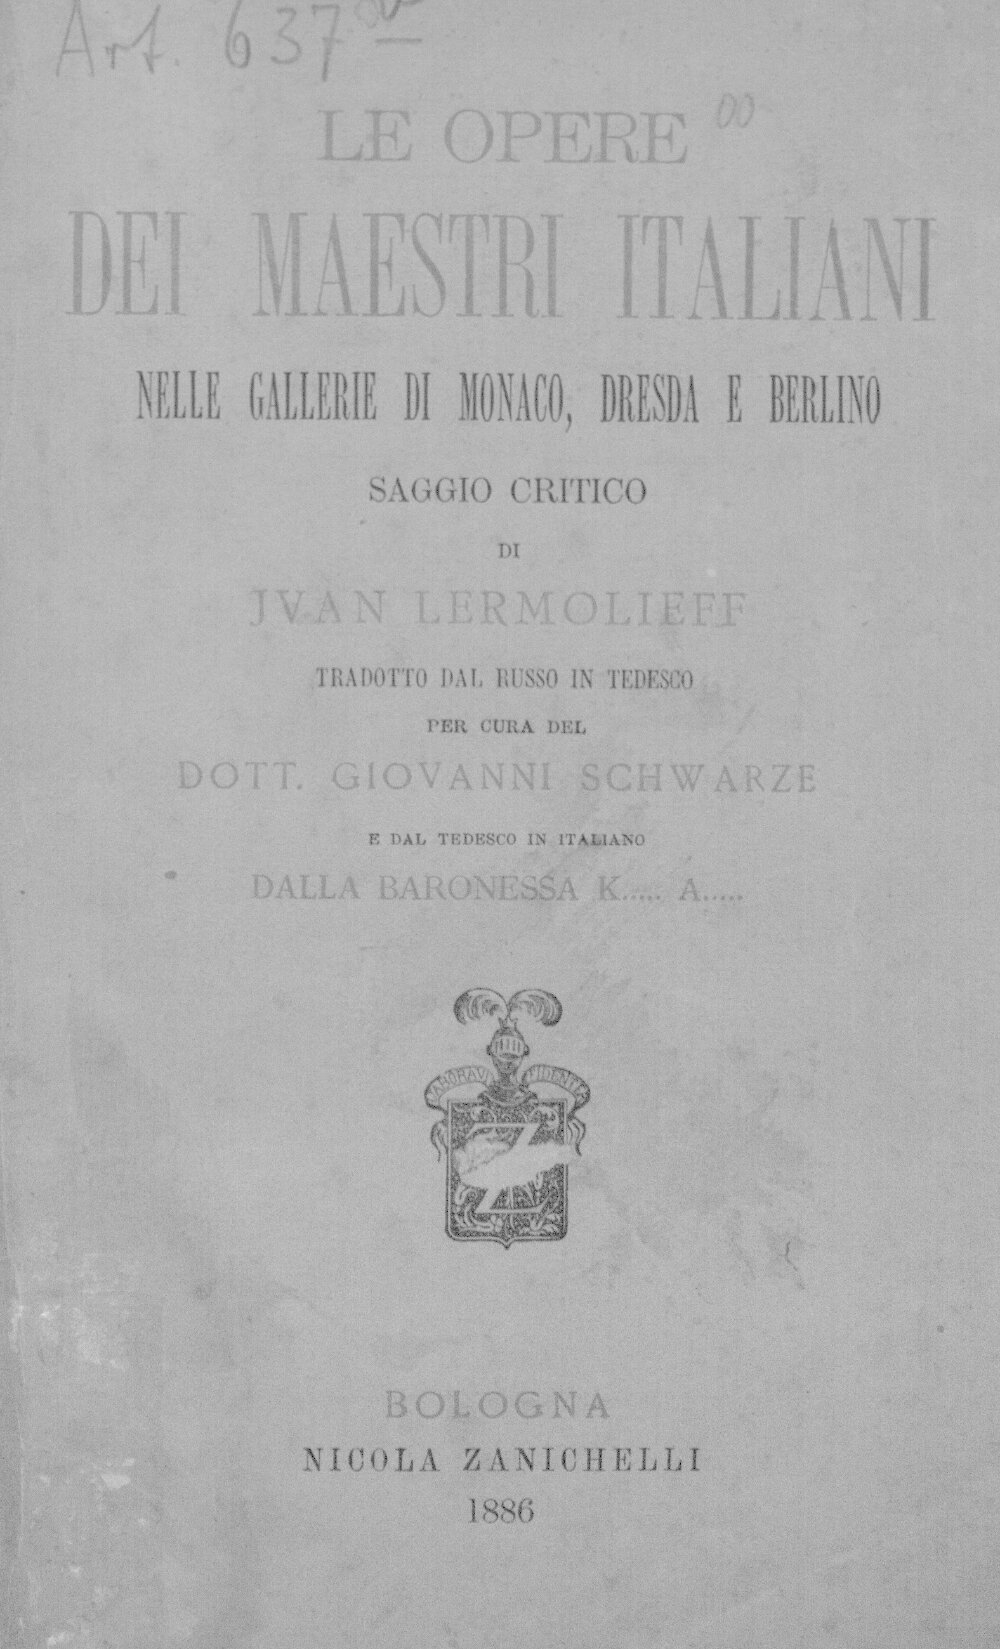 Art. 637
LE OPERE
DEI MAESTRI ITALIANI
NELLE GALLERIE DI MONACO, DRESDA E BERLINO
SAGGIO CRITICO
DI
JVAN LERMOLIEFF
TRADOTTO DAL RUSSO IN TEDESCO
PER CURA DEL
DOTT. GIOVANNI SCHWARZE
E DAL TEDESCO IN ITALIANO
DALLA BARONESSA K..... A.....
LABORAVI FIDENTER
Z
BOLOGNA
NICOLA ZANICHELLI
1886